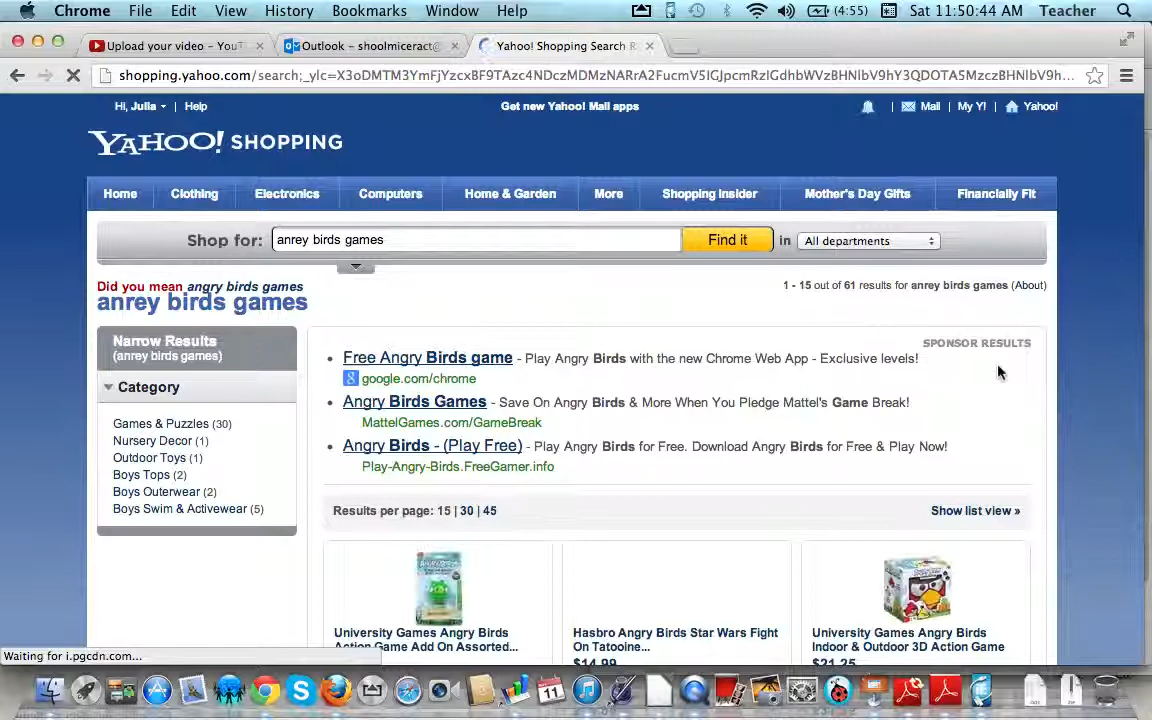 Chrome File Edit View History Bookmarks Window Help (4:55) Sat 11:50:44 AM Teacher
Upload your video – YouT Outlook – shoolmiceract@ Yahoo! Shopping Search R
shopping.yahoo.com/search;_ylc=X3oDMTM3YmFjYzcxBF9TAzc4NDczMDMzNARrA2FucmV5IGJpcmRzIGdhbWVzBHNlbV9hY3QDOTA5MzczBHNlbV9h...
Hi, Julia Help Get new Yahoo! Mail apps Mail My Y! Yahoo!
YAHOO! SHOPPING
Home Clothing Electronics Computers Home & Garden More Shopping Insider Mother's Day Gifts Financially Fit
Shop for: anrey birds games Find it in All departments
Did you mean angry birds games
1 - 15 out of 61 results for anrey birds games (About)
anrey birds games
Narrow Results
(anrey birds games)
Category
Games & Puzzles (30)
Nursery Decor (1)
Outdoor Toys (1)
Boys Tops (2)
Boys Outerwear (2)
Boys Swim & Activewear (5)
SPONSOR RESULTS
Free Angry Birds game - Play Angry Birds with the new Chrome Web App - Exclusive levels!
google.com/chrome
Angry Birds Games - Save On Angry Birds & More When You Pledge Mattel's Game Break!
MattelGames.com/GameBreak
Angry Birds - (Play Free) - Play Angry Birds for Free. Download Angry Birds for Free & Play Now!
Play-Angry-Birds.FreeGamer.info
Results per page: 15 | 30 | 45 Show list view »
University Games Angry Birds
Action Game Add On Assorted...
Hasbro Angry Birds Star Wars Fight
On Tatooine...
$14.99
University Games Angry Birds
Indoor & Outdoor 3D Action Game
$21.25
Waiting for i.pgcdn.com...
11